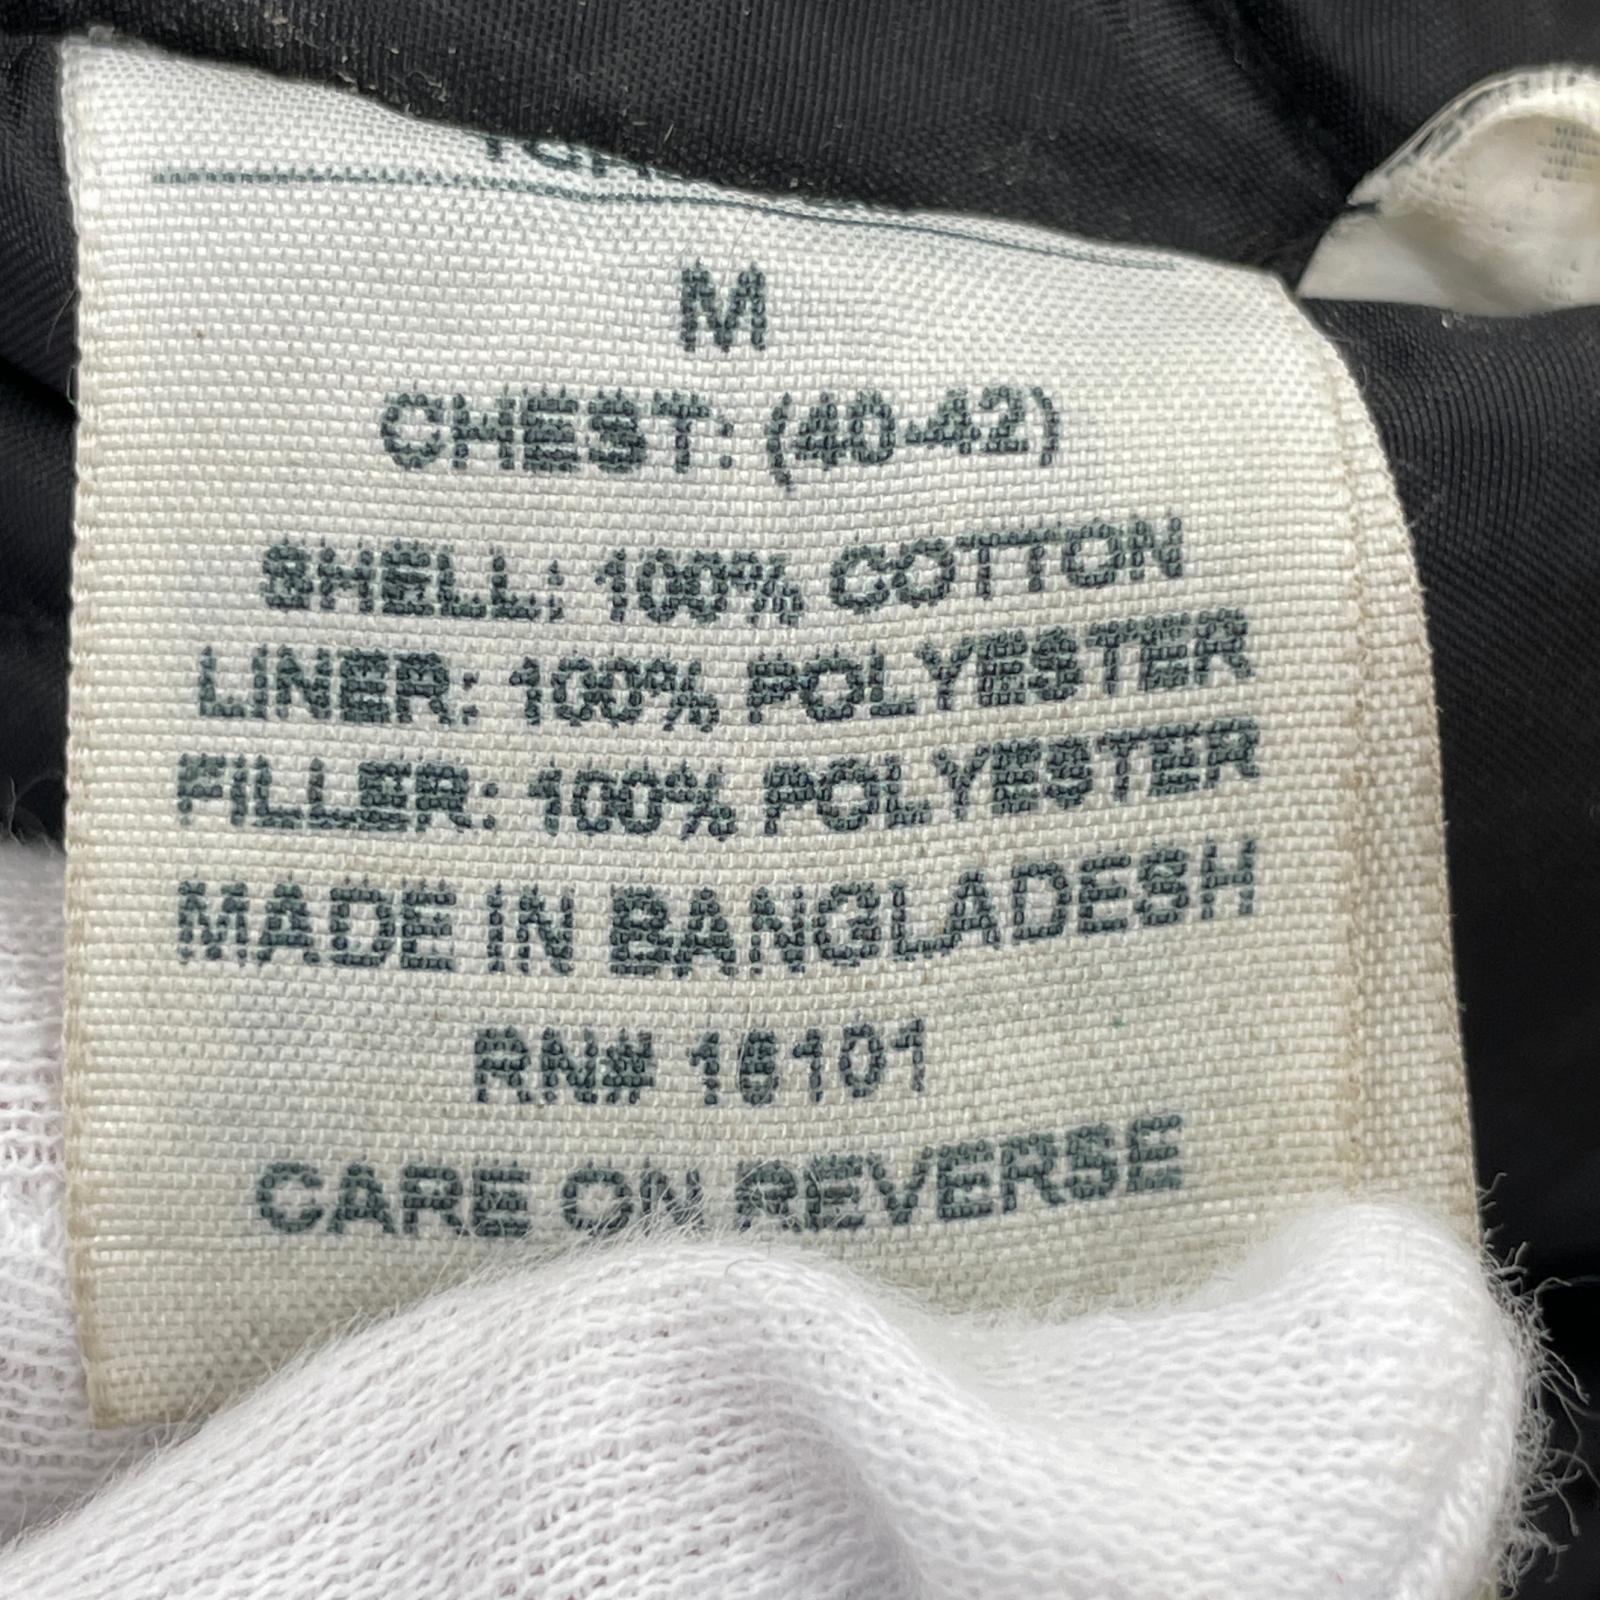 M
CHEST: (40-42)
SHELL: 100% COTTON
LINER: 100% POLYESTER
FILLER: 100% POLYESTER
MADE IN BANGLADESH
RN# 16101
CARE ON REVERSE